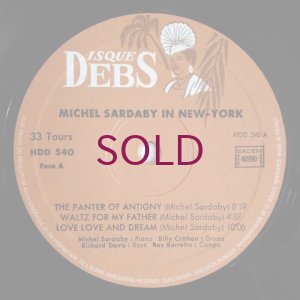 DISQUE
DEBS
MICHEL SARDABY IN NEW-YORK
33 Tours
HDD 540
Face A
HDD 540 A
SACEM
SOLD
THE PANTER OF ANTIGNY (Michel Sardaby) 8'19
WALTZ FOR MY FATHER (Michel Sardaby) 4'37
LOVE LOVE AND DREAM (Michel Sardaby) 10'06
Michel Sardaby : Piano Billy Cobhan : Drums
Richard Davis : Bass Ray Barretto : Conga